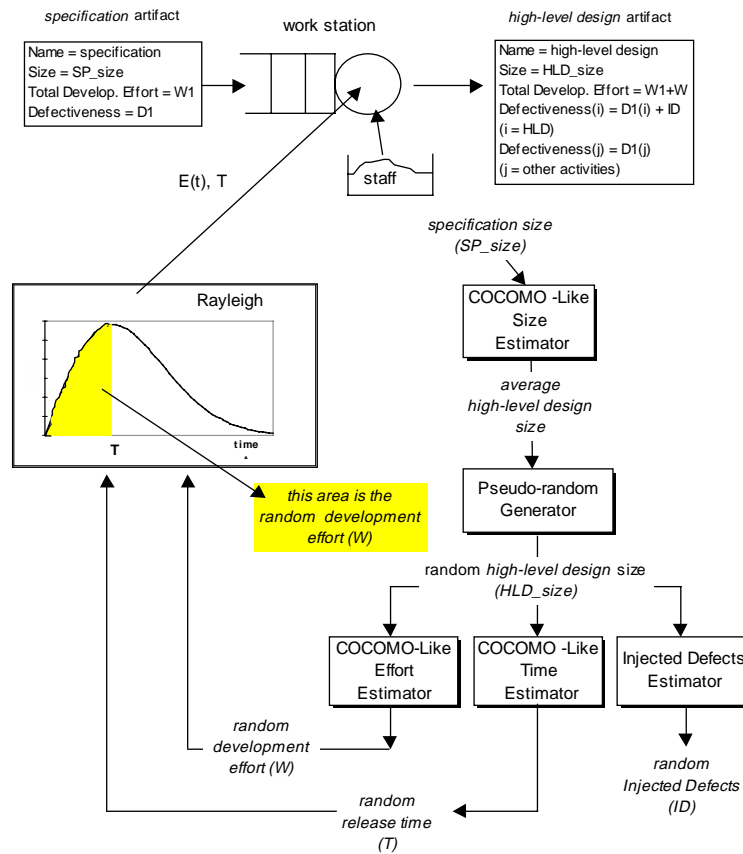 specification artifact
Name = specification
Size = SP_size
Total Develop. Effort = W1
Defectiveness = D1
work station
high-level design artifact
Name = high-level design
Size = HLD_size
Total Develop. Effort = W1+W
Defectiveness(i) = D1(i) + ID
(i = HLD)
Defectiveness(j) = D1(j)
(j = other activities)
staff
E(t), T
specification size
(SP_size)
COCOMO -Like
Size
Estimator
average
high-level design
size
Pseudo-random
Generator
random high-level design size
(HLD_size)
COCOMO-Like
Effort
Estimator
COCOMO -Like
Time
Estimator
Injected Defects
Estimator
Rayleigh
T
time
this area is the
random development
effort (W)
random
development
effort (W)
random
release time
(T)
random
Injected Defects
(ID)